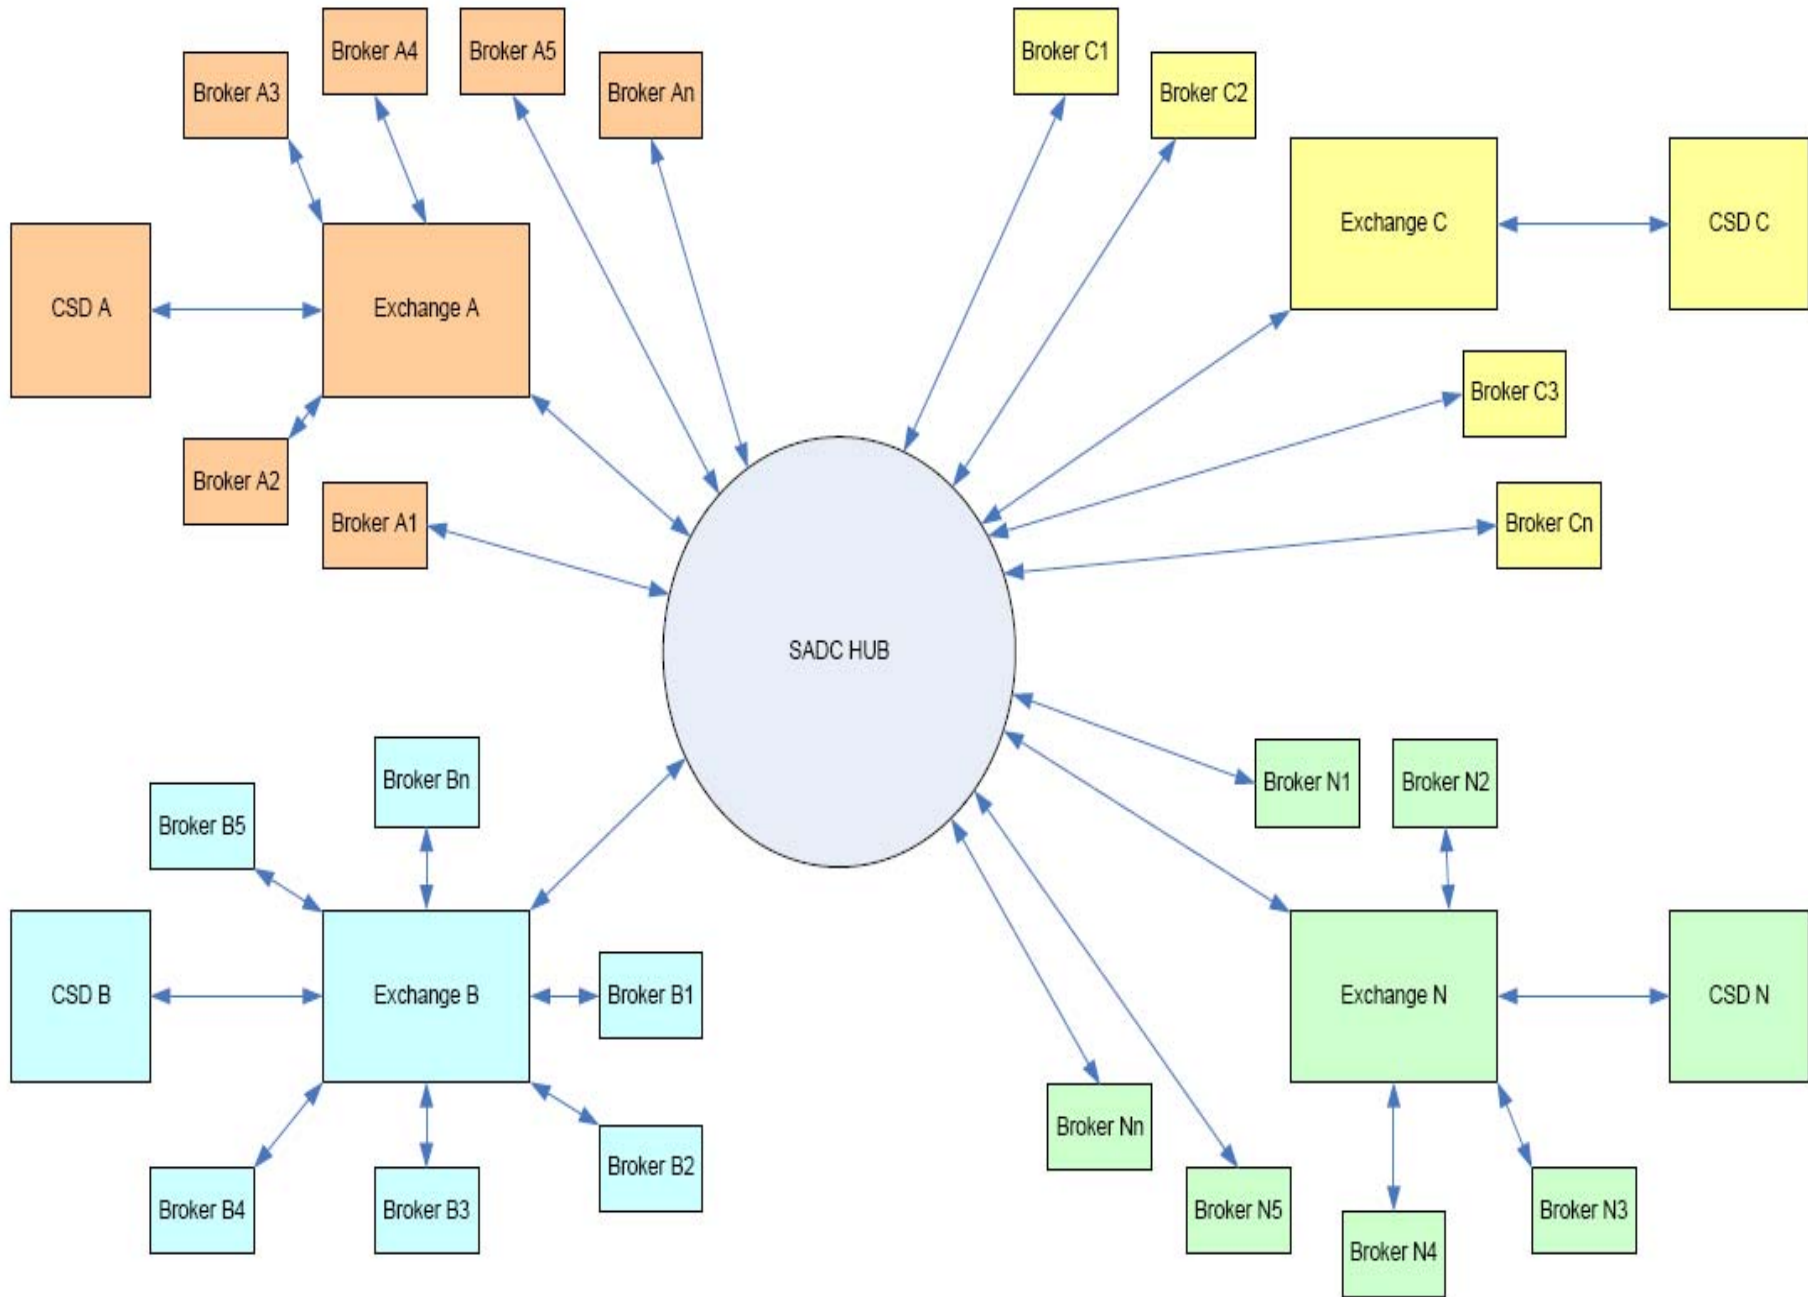 Broker A4
Broker A5
Broker C1
Broker A3
Broker An
Broker C2
Exchange C
CSD C
CSD A
Exchange A
Broker C3
Broker A2
Broker A1
Broker Cn
SADC HUB
Broker Bn
Broker N1
Broker N2
Broker B5
CSD B
Exchange B
Broker B1
Exchange N
CSD N
Broker Nn
Broker B2
Broker B4
Broker B3
Broker N5
Broker N3
Broker N4